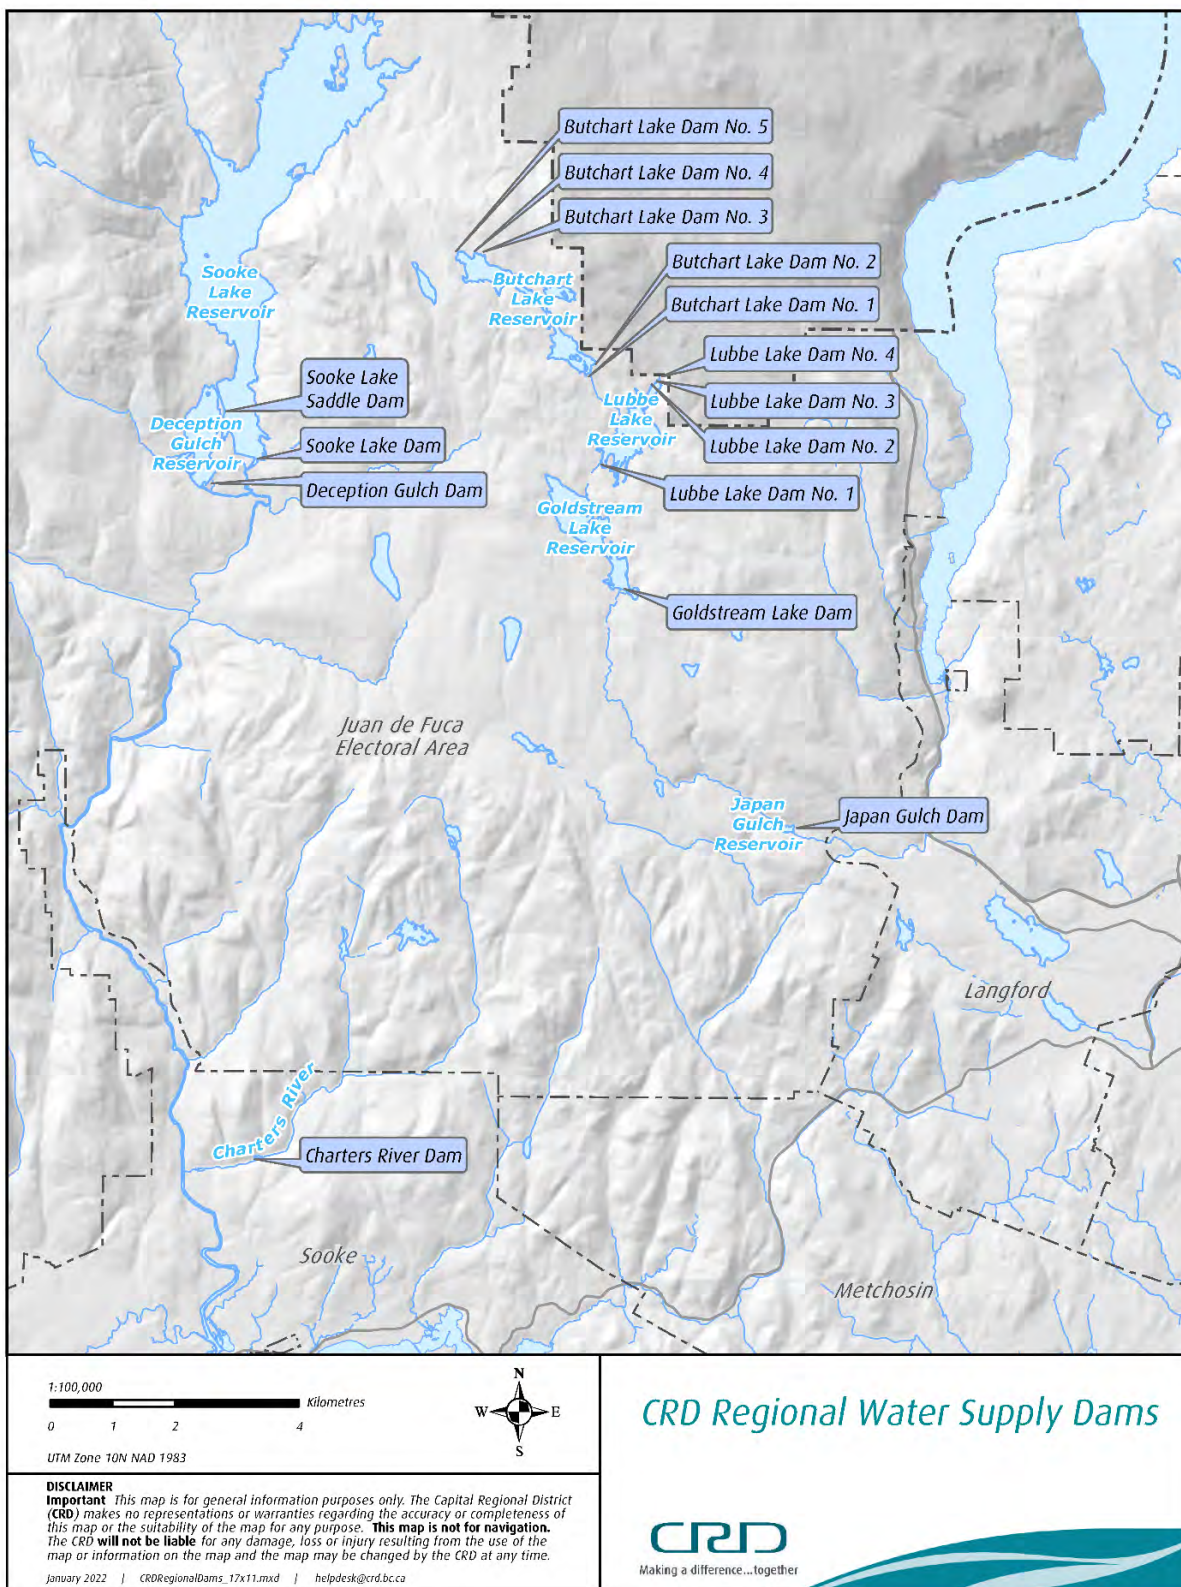 Butchart Lake Dam No. 5
Butchart Lake Dam No. 4
Butchart Lake Dam No. 3
Butchart Lake Dam No. 2
Butchart Lake Dam No. 1
Sooke
Lake
Reservoir
Butchart
Lake
Reservoir
Lubbe Lake Dam No. 4
Lubbe Lake Dam No. 3
Lubbe Lake Dam No. 2
Lubbe Lake Dam No. 1
Sooke Lake
Saddle Dam
Lubbe
Lake
Reservoir
Deception
Gulch
Reservoir
Sooke Lake Dam
Deception Gulch Dam
Goldstream
Lake
Reservoir
Goldstream Lake Dam
Juan de Fuca
Electoral Area
Japan
Gulch
Reservoir
Japan Gulch Dam
Langford
Charters River
Charters River Dam
Sooke
Metchosin
1:100,000
Kilometres
0 1 2 4
UTM Zone 10N NAD 1983
N
W E
S
DISCLAIMER
Important This map is for general information purposes only. The Capital Regional District
(CRD) makes no representations or warranties regarding the accuracy or completeness of
this map or the suitability of the map for any purpose. This map is not for navigation.
The CRD will not be liable for any damage, loss or injury resulting from the use of the
map or information on the map and the map may be changed by the CRD at any time.
January 2022 | CRDRegionalDams_17x11.mxd | helpdesk@crd.bc.ca
CRD Regional Water Supply Dams
CRD
Making a difference...together